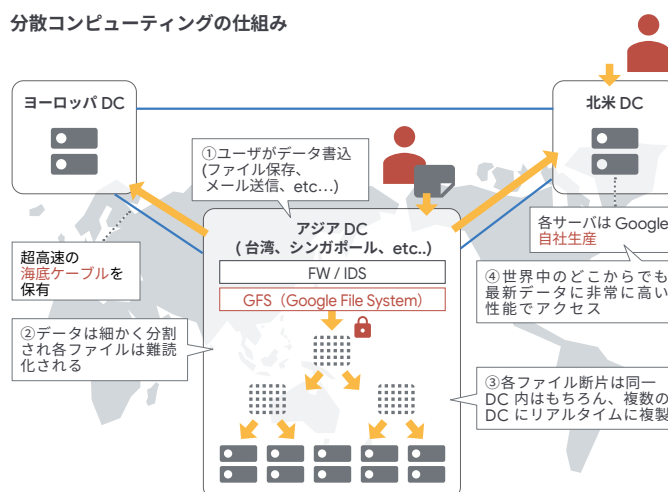 分散コンピューティングの仕組み
ヨーロッパ DC
北米 DC
①ユーザがデータ書込
(ファイル保存、
メール送信、etc…)
アジア DC
( 台湾、シンガポール、etc..)
FW / IDS
GFS（Google File System）
各サーバは Google
自社生産
超高速の
海底ケーブルを
保有
④世界中のどこからでも
最新データに非常に高い
性能でアクセス
②データは細かく分割
され各ファイルは難読
化される
③各ファイル断片は同一
DC 内はもちろん、複数の
DC にリアルタイムに複製